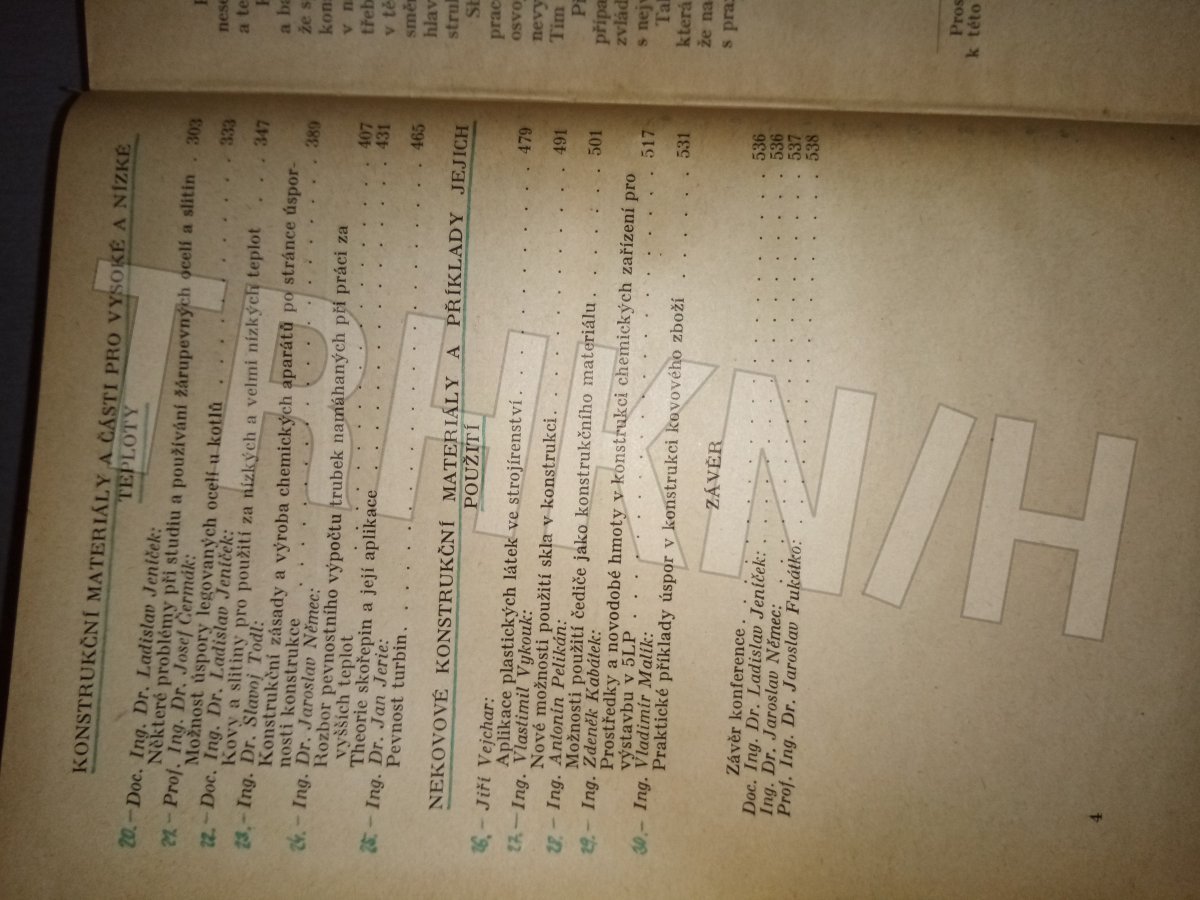 KONSTRUKČNÍ MATERIÁLY A ČÁSTI PRO VYSOKÉ A NÍZKÉ
TEPLOTY
20. – Doc. Ing. Dr. Ladislav Jeníček:
Některé problémy při studiu a používání žárupevných ocelí a slitin . 303
21. – Prof. Ing. Dr. Josef Čermák:
Možnost úspory legovaných ocelí u kotlů . . . . . . . . 333
22. – Doc. Ing. Dr. Ladislav Jeníček:
Kovy a slitiny pro použití za nízkých a velmi nízkých teplot . . . 347
23. – Ing. Dr. Slavoj Todl:
Konstrukční zásady a výroba chemických aparátů po stránce úspor-
nosti konstrukce . . . . . . . . . . . . . . . 389
24. – Ing. Dr. Jaroslav Němec:
Rozbor pevnostního výpočtu trubek namáhaných při práci za
vyšších teplot . . . . . . . . . . . . . . . . 407
Theorie skořepin a její aplikace . . . . . . . . . . . 431
25. – Ing. Dr. Jan Jerie:
Pevnost turbin . . . . . . . . . . . . . . . . 465
NEKOVOVÉ KONSTRUKČNÍ MATERIÁLY A PŘÍKLADY JEJICH
POUŽITÍ
26. – Jiří Vejchar:
Aplikace plastických látek ve strojírenství . . . . . . . . 479
27. – Ing. Vlastimil Vykouk:
Nové možnosti použití skla v konstrukci . . . . . . . . . 491
28. – Ing. Antonín Pelikán:
Možnosti použití čediče jako konstrukčního materiálu . . . . . . 501
29. – Ing. Zdeněk Kabátek:
Prostředky a novodobé hmoty v konstrukci chemických zařízení pro
výstavbu v 5LP . . . . . . . . . . . . . . . 517
30. – Ing. Vladimír Malík:
Praktické příklady úspor v konstrukci kovového zboží . . . . . 531
ZÁVĚR
Závěr konference . . . . . . . . . . . . . . .
Doc. Ing. Dr. Ladislav Jeníček: . . . . . . . . . . . . 536
Ing. Dr. Jaroslav Němec: . . . . . . . . . . . . . . 536
Prof. Ing. Dr. Jaroslav Fukátko: . . . . . . . . . . . . 537
538
4
TRHKNIH